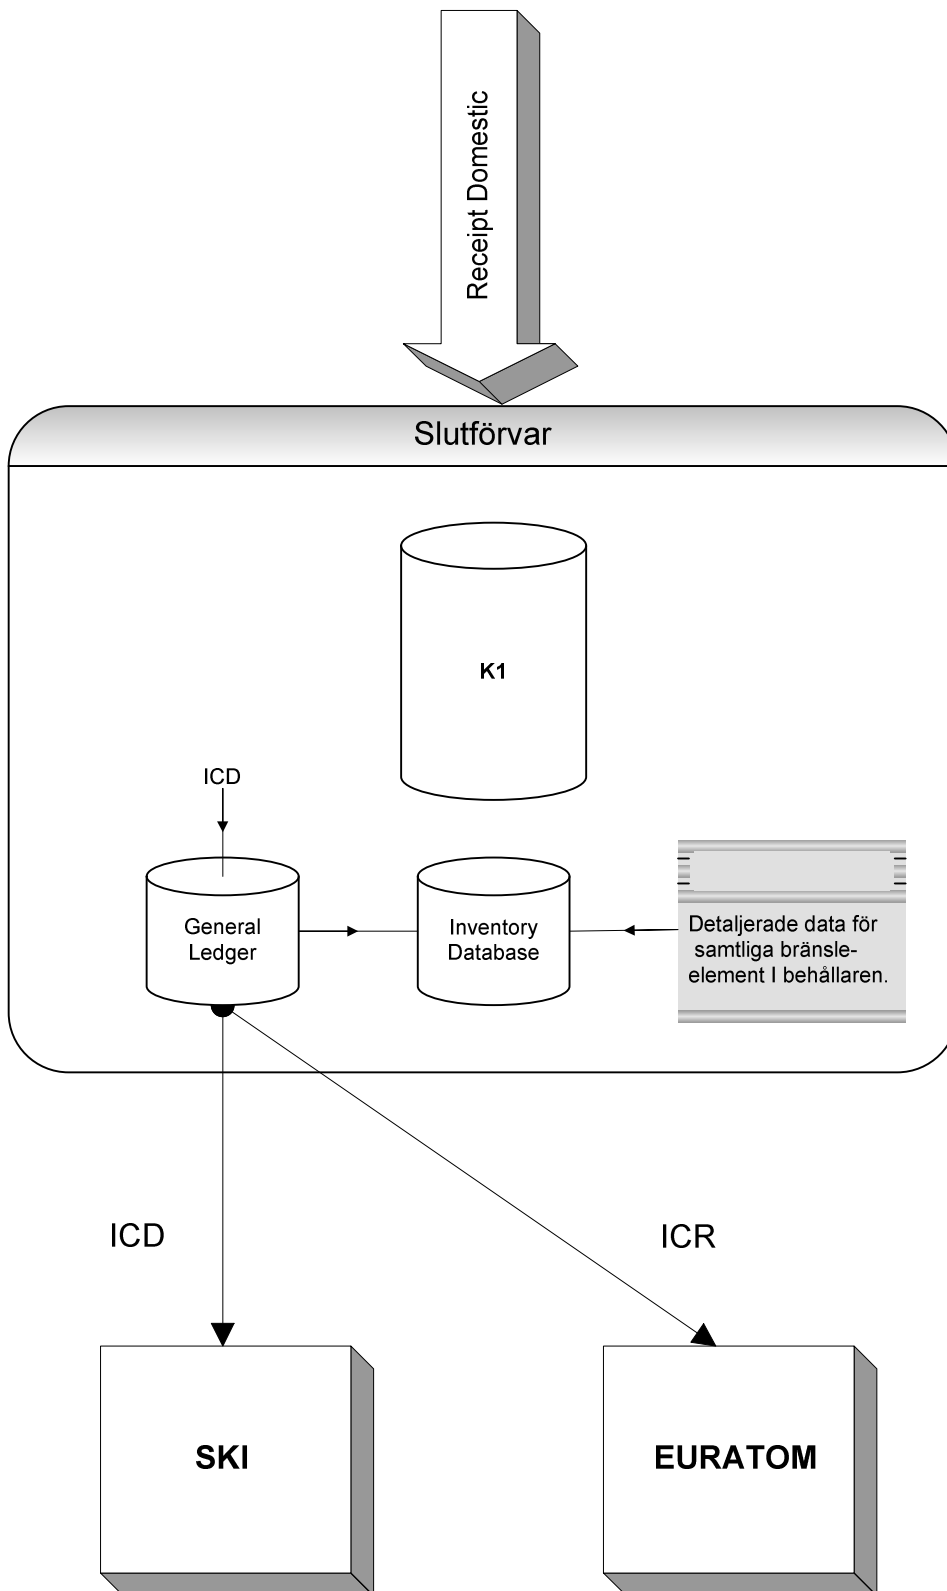 Receipt Domestic
Slutförvar
K1
ICD
General
Ledger
Inventory
Database
Detaljerade data för
samtliga bränsle-
element I behållaren.
ICD
ICR
SKI
EURATOM